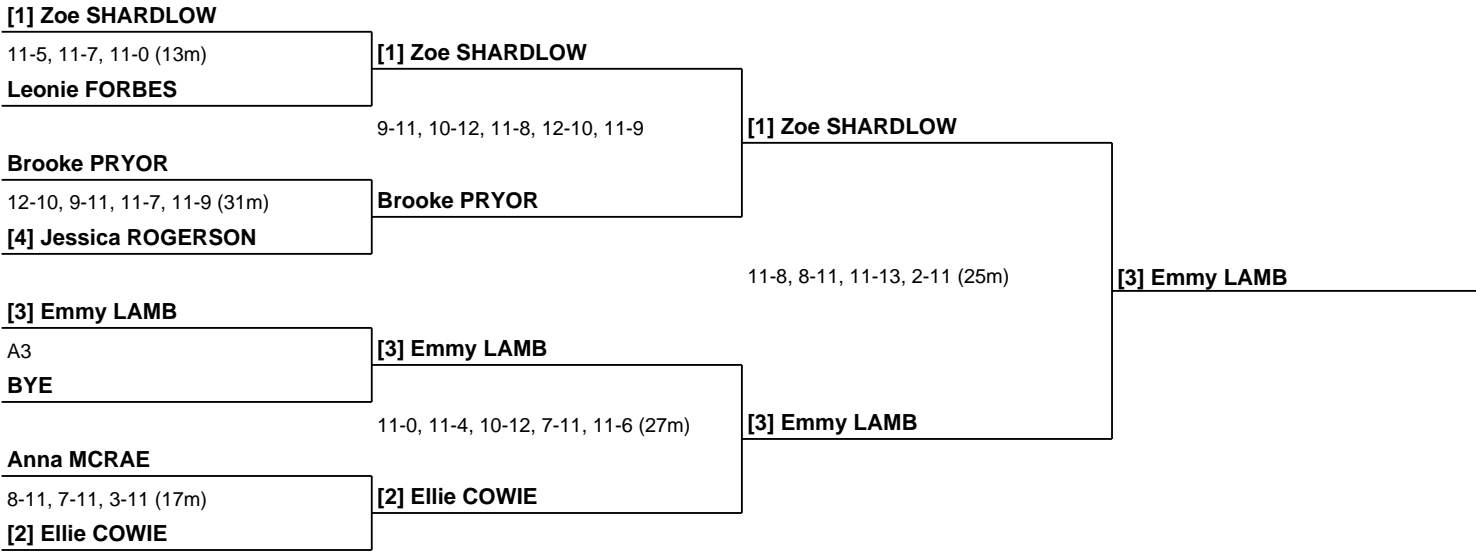 [1] Zoe SHARDLOW
11-5, 11-7, 11-0 (13m)
Leonie FORBES
Brooke PRYOR
12-10, 9-11, 11-7, 11-9 (31m)
[4] Jessica ROGERSON
[3] Emmy LAMB
A3
BYE
Anna MCRAE
8-11, 7-11, 3-11 (17m)
[2] Ellie COWIE
[1] Zoe SHARDLOW
9-11, 10-12, 11-8, 12-10, 11-9
Brooke PRYOR
[3] Emmy LAMB
11-0, 11-4, 10-12, 7-11, 11-6 (27m)
[2] Ellie COWIE
[1] Zoe SHARDLOW
11-8, 8-11, 11-13, 2-11 (25m)
[3] Emmy LAMB
[3] Emmy LAMB